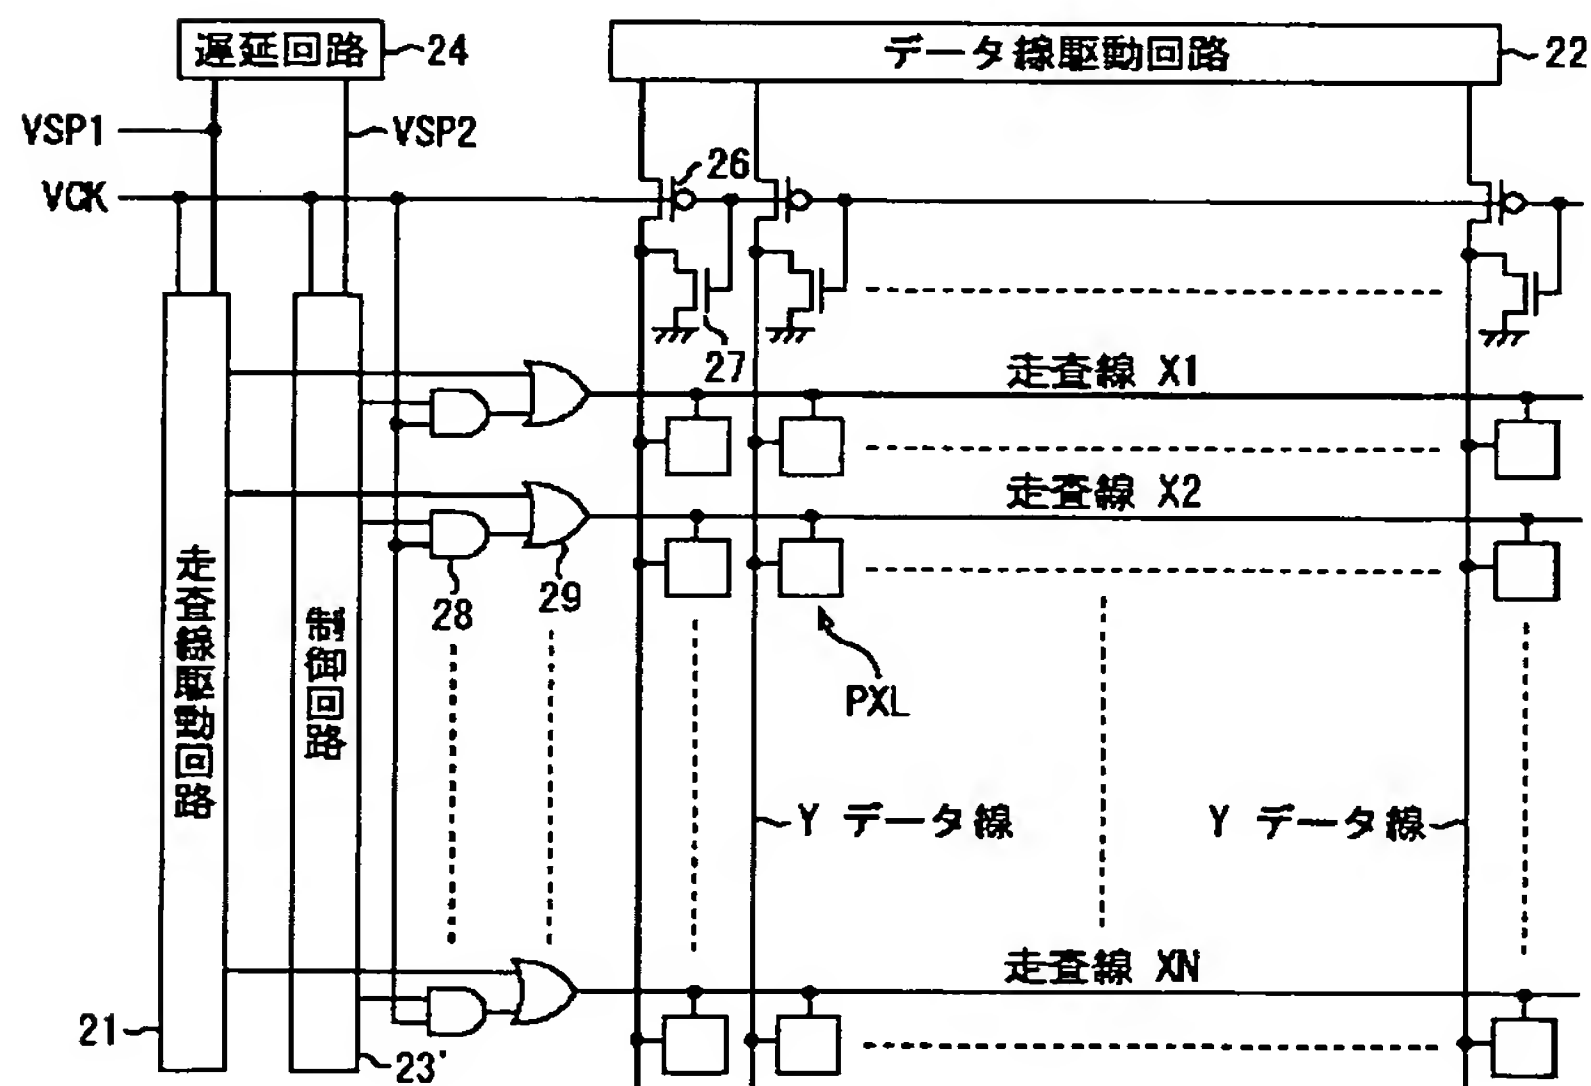 遅延回路 24
データ線駆動回路 22
VSP1
VSP2
VCK
26
27
走査線 X1
走査線 X2
28
29
走査線駆動回路
制御回路
PXL
Y データ線
Y データ線
走査線 XN
21
23'